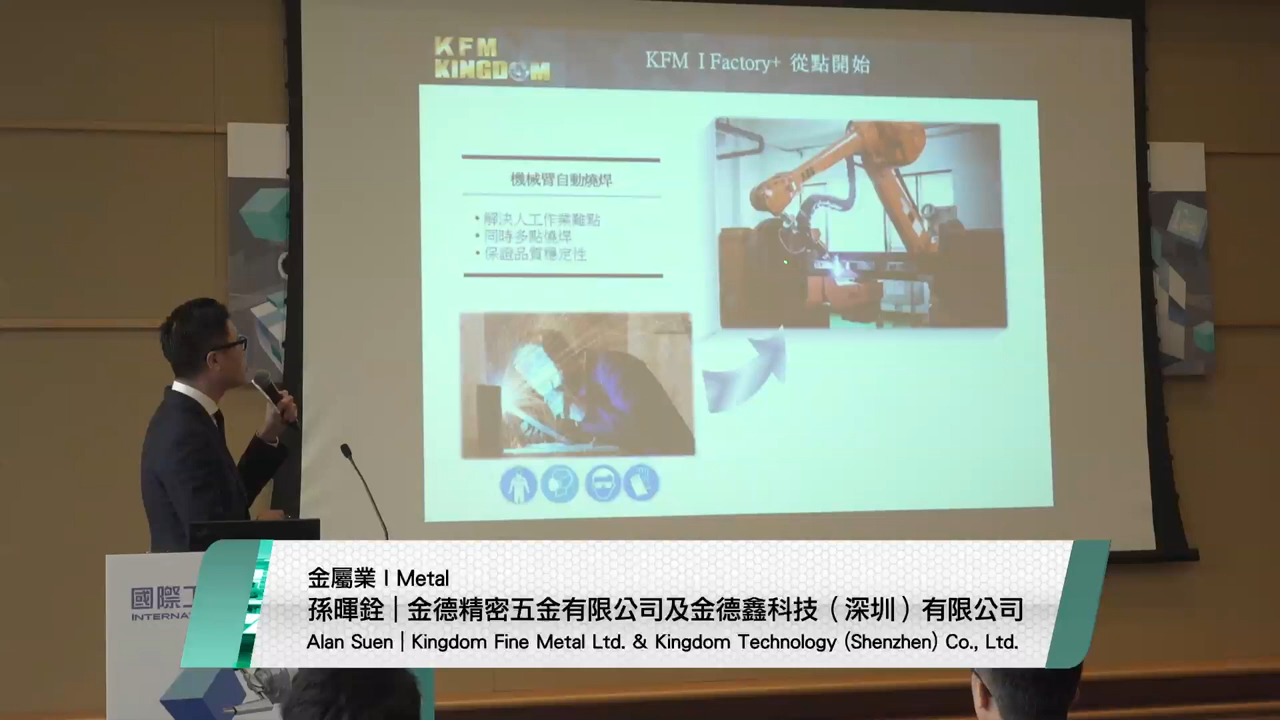 KFM
KINGDOM
KFM I Factory+ 從點開始
機械臂自動燒焊
• 解決人工作業難點
• 同時多點燒焊
• 保證品質穩定性
國際工
INTERNA
金屬業 I Metal
孫暉銓 | 金德精密五金有限公司及金德鑫科技（深圳）有限公司
Alan Suen | Kingdom Fine Metal Ltd. & Kingdom Technology (Shenzhen) Co., Ltd.